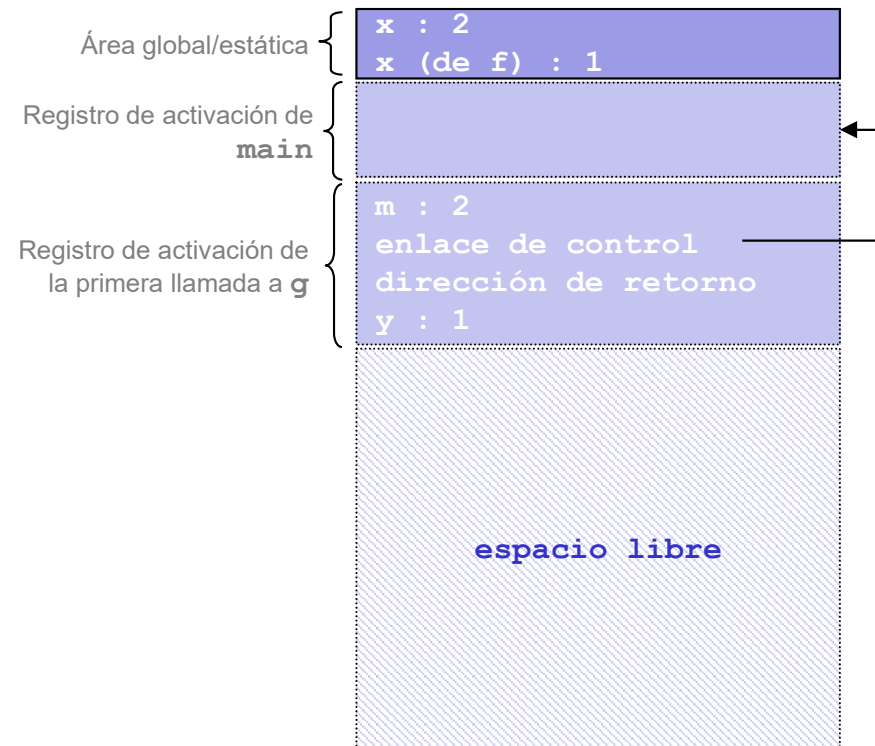 Área global/estática
x : 2
x (de f) : 1
Registro de activación de
main
Registro de activación de
la primera llamada a g
m : 2
enlace de control
dirección de retorno
y : 1
espacio libre